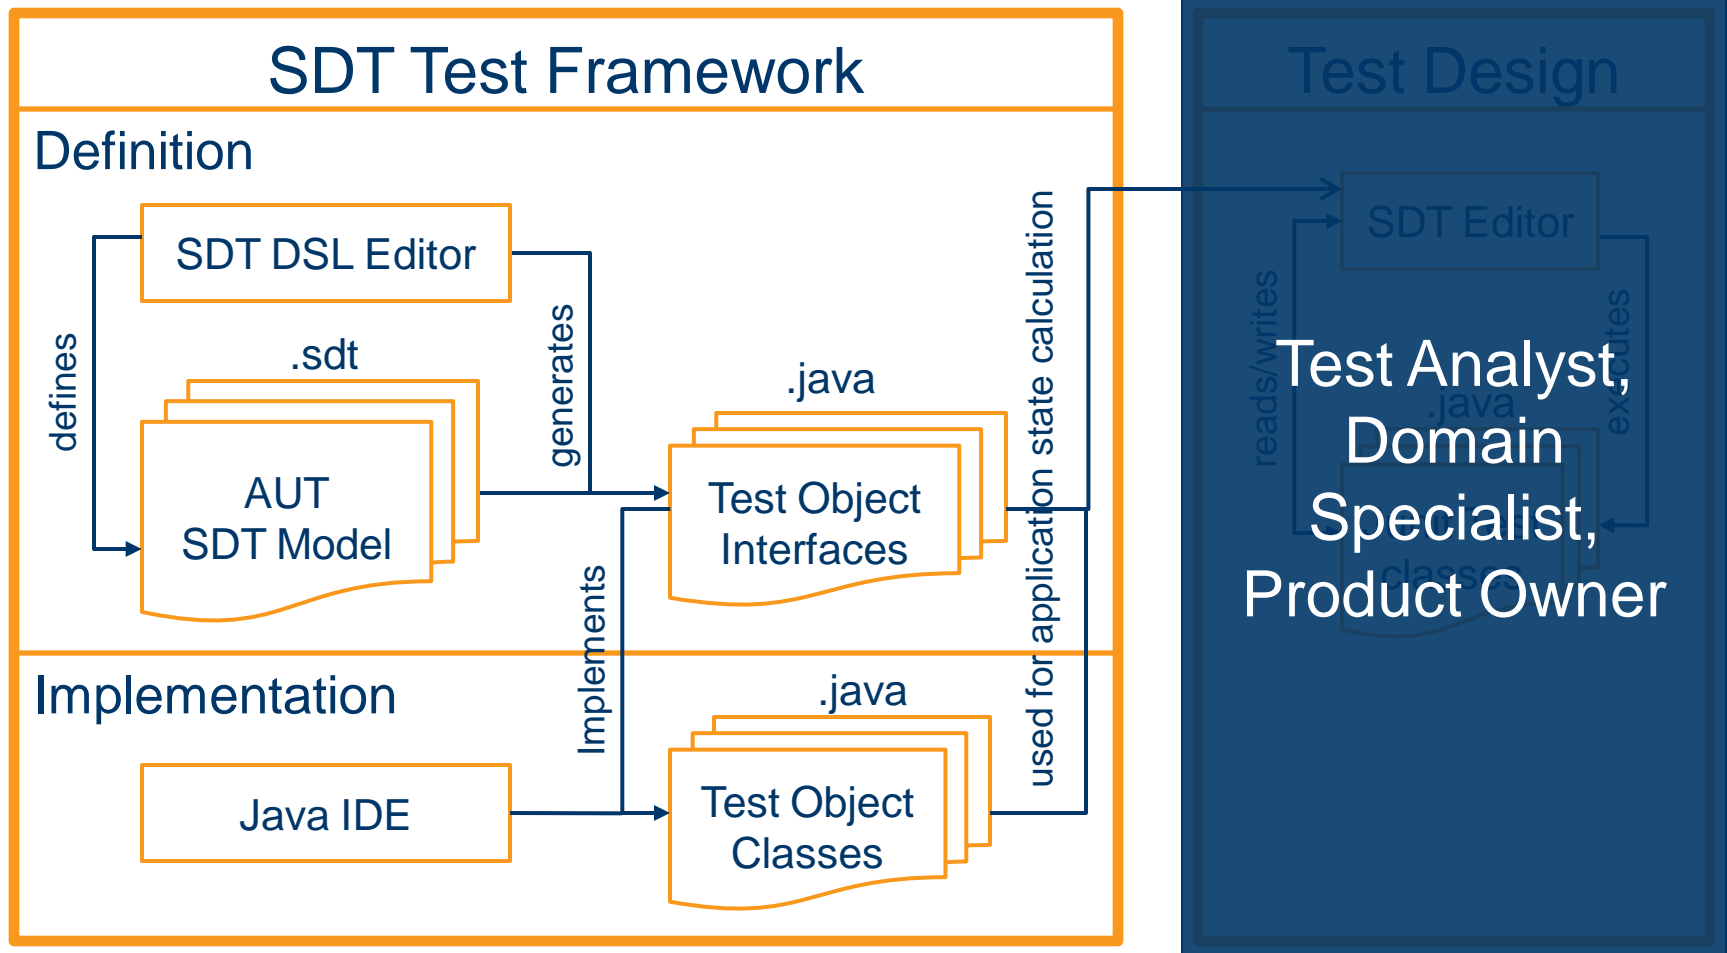 SDT Test Framework
Definition
SDT DSL Editor
defines
.sdt
generates
AUT
SDT Model
.java
Test Object
Interfaces
used for application state calculation
Implements
Implementation
Java IDE
.java
Test Object
Classes
Test Design
SDT Editor
reads/writes
executes
.java
classes
Test Analyst,
Domain
Specialist,
Product Owner